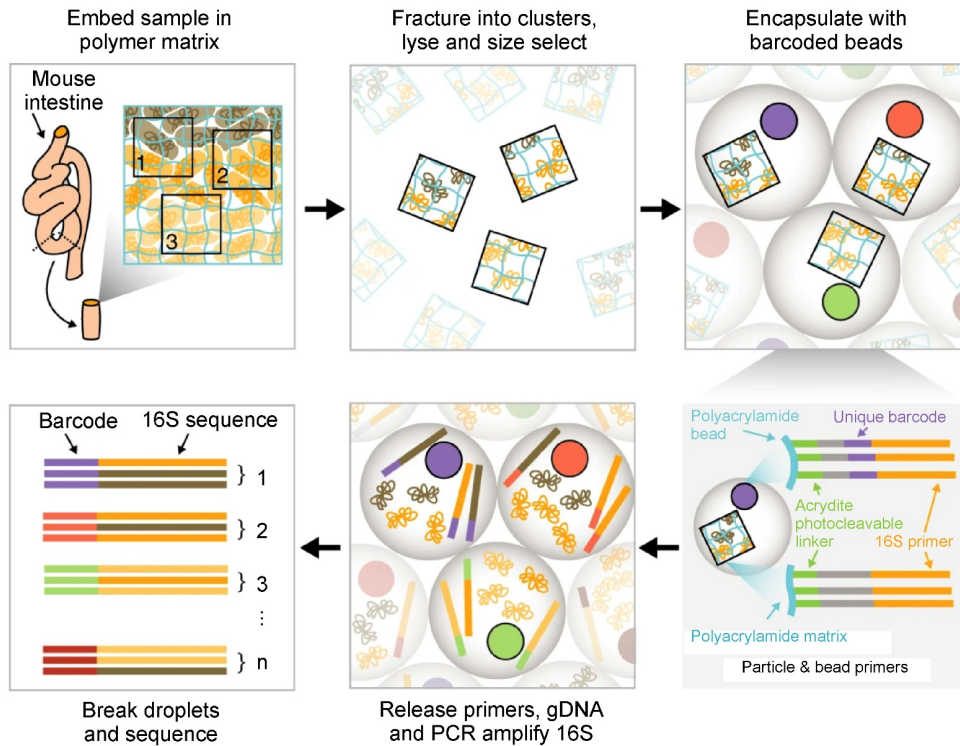 Embed sample in
polymer matrix
Fracture into clusters,
lyse and size select
Encapsulate with
barcoded beads
Mouse
intestine
1
2
3
Polyacrylamide
bead
Unique barcode
Acrydite
photocleavable
linker
16S primer
Polyacrylamide matrix
Particle & bead primers
Release primers, gDNA
and PCR amplify 16S
Barcode
16S sequence
} 1
} 2
} 3
⋮
} n
Break droplets
and sequence